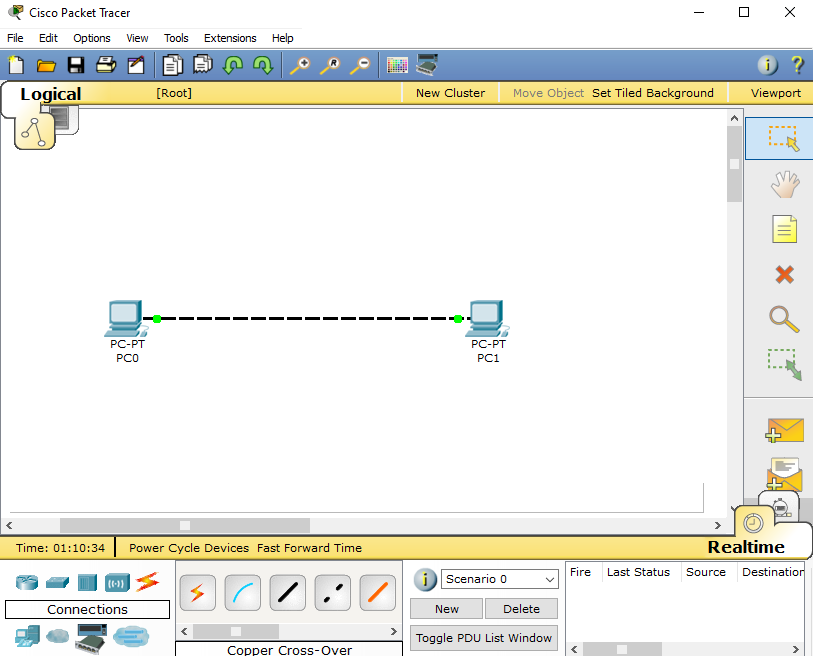 Cisco Packet Tracer
File Edit Options View Tools Extensions Help
Logical [Root] New Cluster Move Object Set Tiled Background Viewport
PC-PT
PC0
PC-PT
PC1
Time: 01:10:34 Power Cycle Devices Fast Forward Time Realtime
Connections
Copper Cross-Over
Scenario 0
New Delete
Toggle PDU List Window
Fire Last Status Source Destination